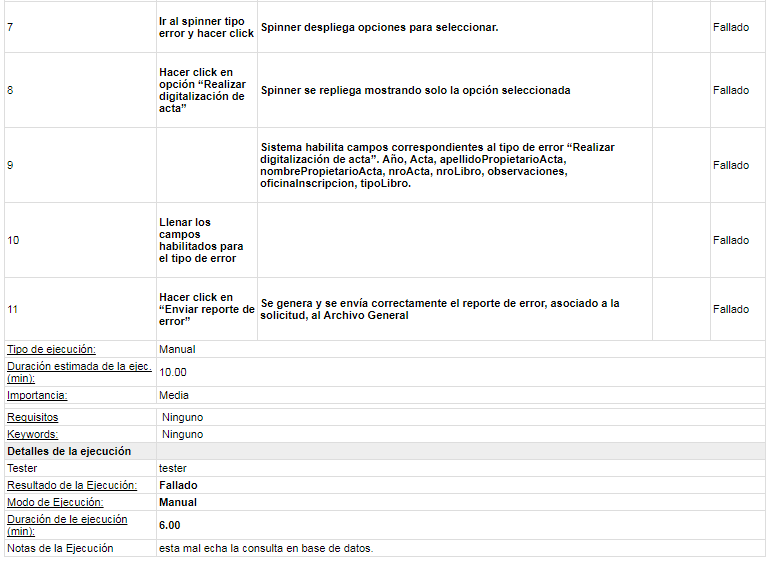 7
Ir al spinner tipo
error y hacer click
Spinner despliega opciones para seleccionar.
Fallado
8
Hacer click en
opción “Realizar
digitalización de
acta”
Spinner se repliega mostrando solo la opción seleccionada
Fallado
9
Sistema habilita campos correspondientes al tipo de error “Realizar
digitalización de acta”. Año, Acta, apellidoPropietarioActa,
nombrePropietarioActa, nroActa, nroLibro, observaciones,
oficinaInscripcion, tipoLibro.
Fallado
10
Llenar los
campos
habilitados para
el tipo de error
Fallado
11
Hacer click en
“Enviar reporte de
error”
Se genera y se envía correctamente el reporte de error, asociado a la
solicitud, al Archivo General
Fallado
Tipo de ejecución:
Manual
Duración estimada de la ejec.
(min):
10.00
Importancia:
Media
Requisitos
Ninguno
Keywords:
Ninguno
Detalles de la ejecución
Tester
tester
Resultado de la Ejecución:
Fallado
Modo de Ejecución:
Manual
Duración de le ejecución
(min):
6.00
Notas de la Ejecución
esta mal echa la consulta en base de datos.